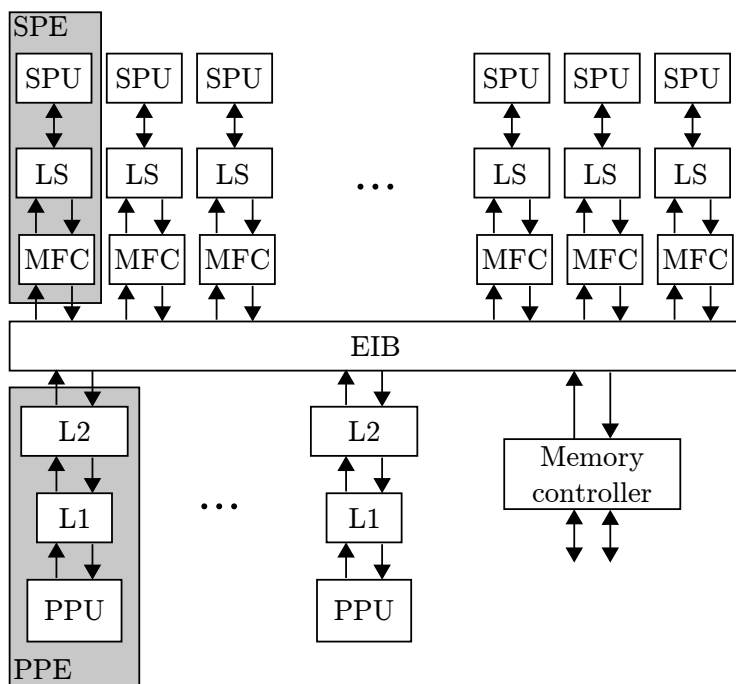 SPE
SPU SPU SPU SPU SPU SPU
LS LS LS ... LS LS LS
MFC MFC MFC MFC MFC MFC
EIB
L2 L2
Memory
controller
L1 ... L1
PPU PPU
PPE